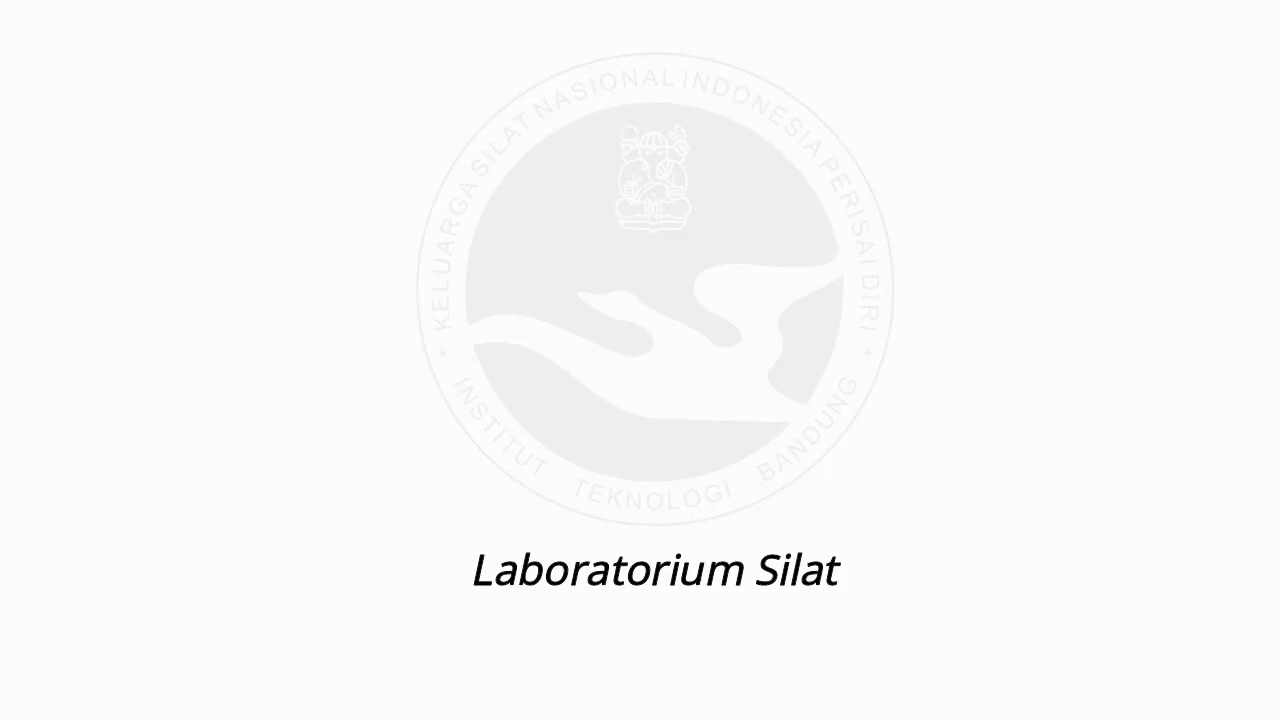 KELUARGA SILAT NASIONAL INDONESIA PERISAI DIRI
INSTITUT TEKNOLOGI BANDUNG
Laboratorium Silat